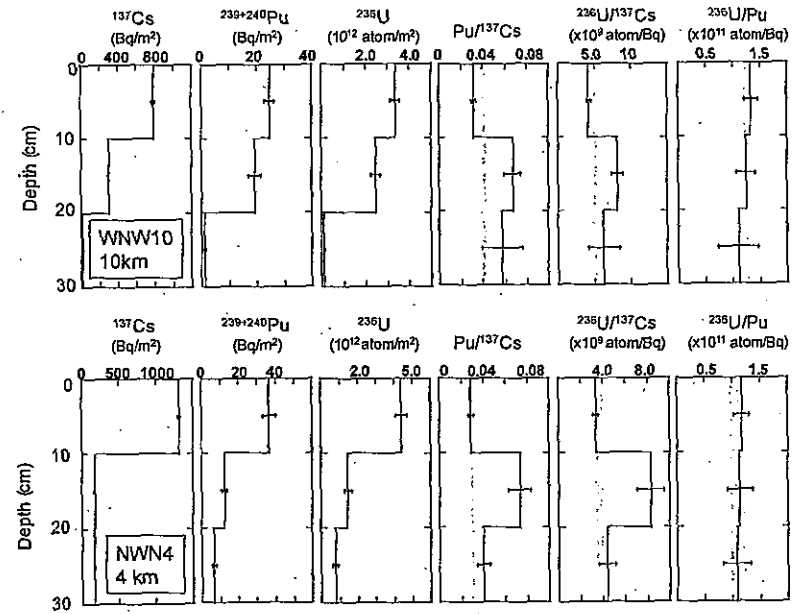 ¹³⁷Cs ²³⁹⁺²⁴⁰Pu ²³⁶U Pu/¹³⁷Cs ²³⁶U/¹³⁷Cs ²³⁶U/Pu
(Bq/m²) (Bq/m²) (10¹² atom/m²) (x10⁹ atom/Bq) (x10¹¹ atom/Bq)
0 400 800 0 20 40 0 2.0 4.0 0 0.04 0.08 5.0 10 0.5 1.5
0
10
20
30
Depth (cm)
WNW10
10km
¹³⁷Cs ²³⁹⁺²⁴⁰Pu ²³⁶U Pu/¹³⁷Cs ²³⁶U/¹³⁷Cs ²³⁶U/Pu
(Bq/m²) (Bq/m²) (10¹² atom/m²) (x10⁹ atom/Bq) (x10¹¹ atom/Bq)
0 500 1000 0 20 40 2.0 5.0 0 0.04 0.08 4.0 8.0 0.5 1.5
0
10
20
30
Depth (cm)
NWN4
4 km